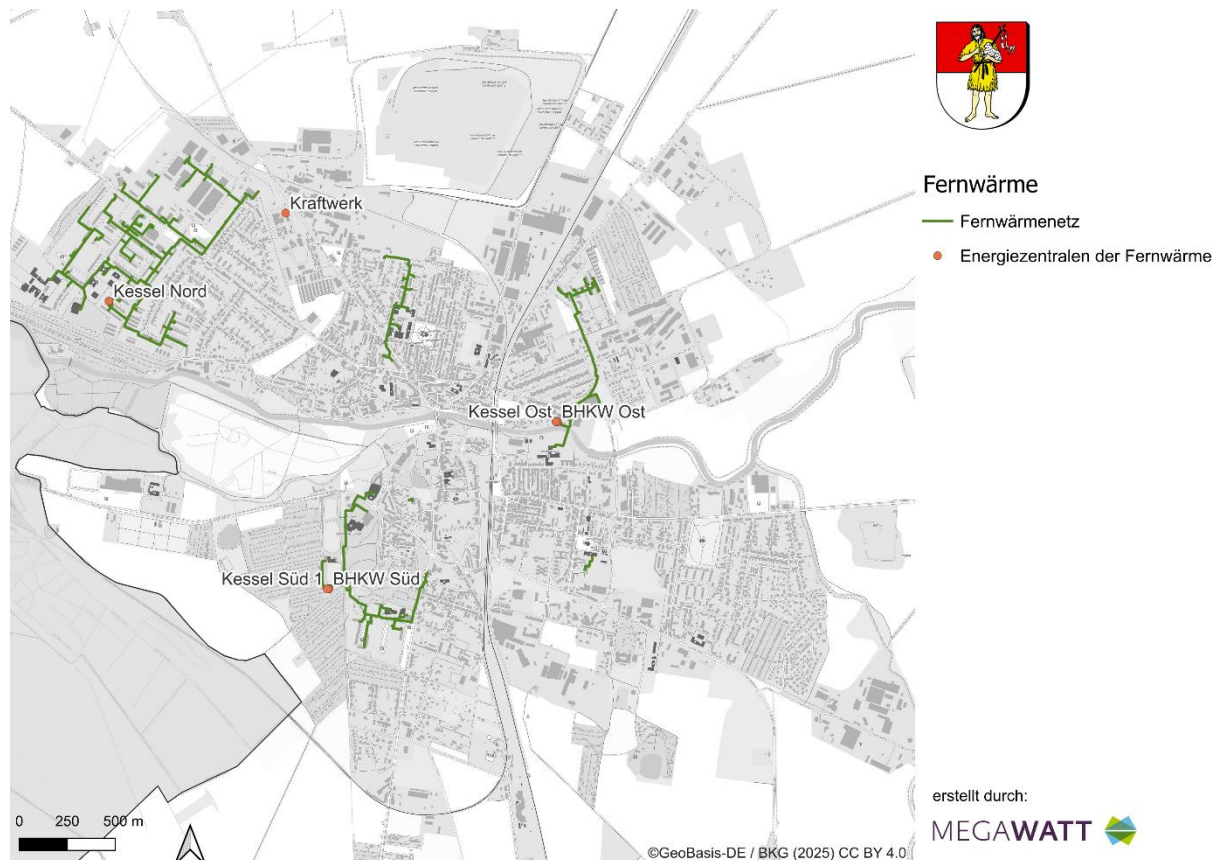 Fernwärme
Fernwärmenetz
Energiezentralen der Fernwärme
Kraftwerk
Kessel Nord
Kessel Ost BHKW Ost
Kessel Süd 1 BHKW Süd
0 250 500 m
©GeoBasis-DE / BKG (2025) CC BY 4.0
erstellt durch:
MEGAWATT